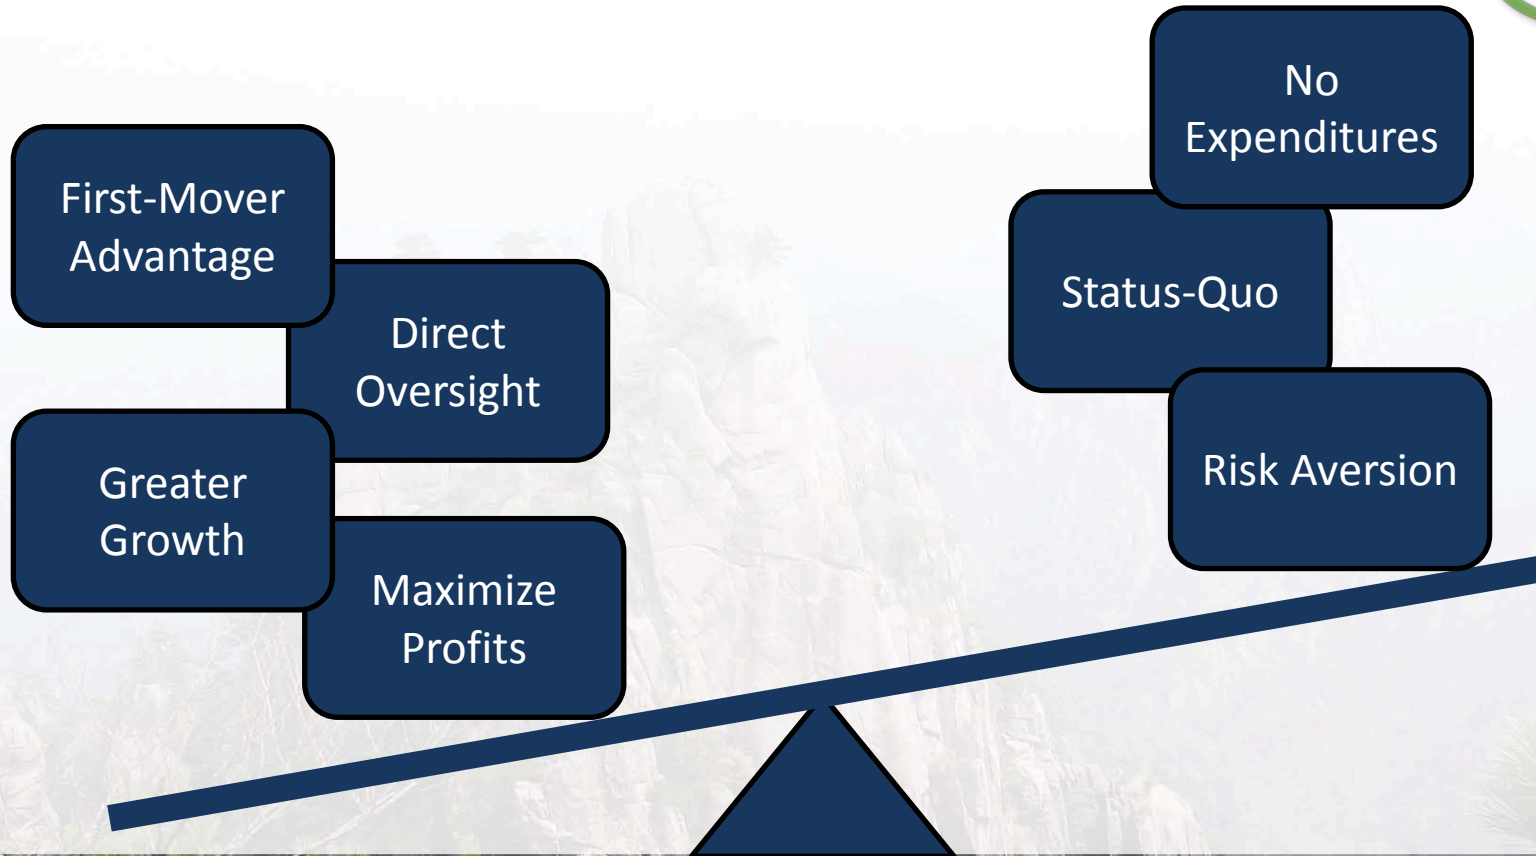 First-Mover
Advantage
Direct
Oversight
Greater
Growth
Maximize
Profits
No
Expenditures
Status-Quo
Risk Aversion